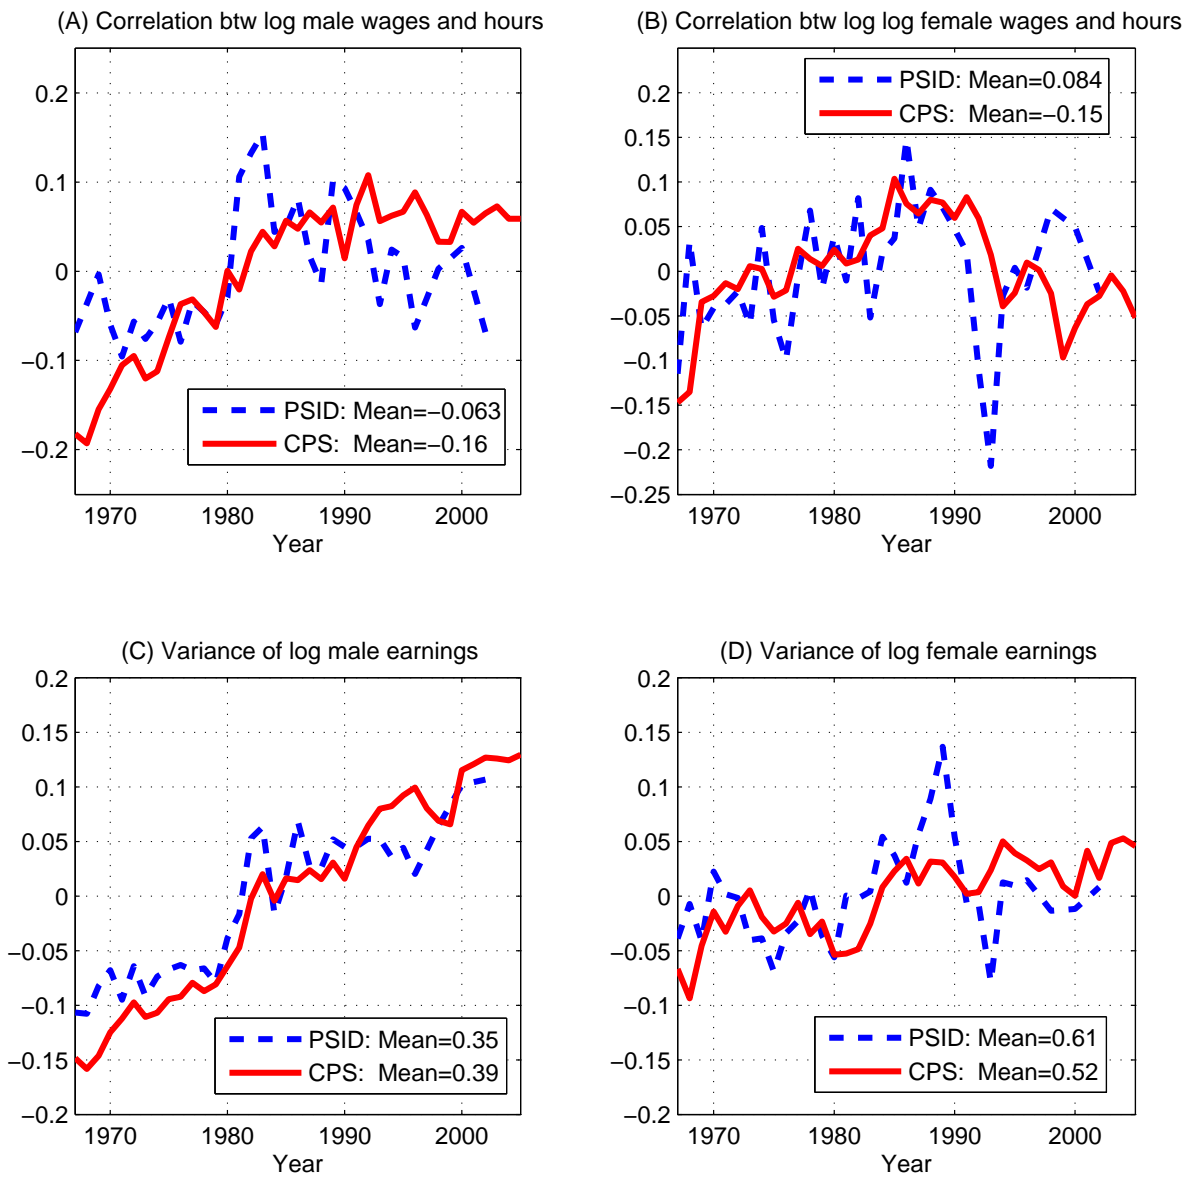 (A) Correlation btw log male wages and hours
0.2
0.1
0
−0.1
−0.2
PSID: Mean=−0.063
CPS: Mean=−0.16
1970 1980 1990 2000
Year
(B) Correlation btw log log female wages and hours
0.2
0.15
0.1
0.05
0
−0.05
−0.1
−0.15
−0.2
−0.25
PSID: Mean=0.084
CPS: Mean=−0.15
1970 1980 1990 2000
Year
(C) Variance of log male earnings
0.2
0.15
0.1
0.05
0
−0.05
−0.1
−0.15
−0.2
PSID: Mean=0.35
CPS: Mean=0.39
1970 1980 1990 2000
Year
(D) Variance of log female earnings
0.2
0.15
0.1
0.05
0
−0.05
−0.1
−0.15
−0.2
PSID: Mean=0.61
CPS: Mean=0.52
1970 1980 1990 2000
Year